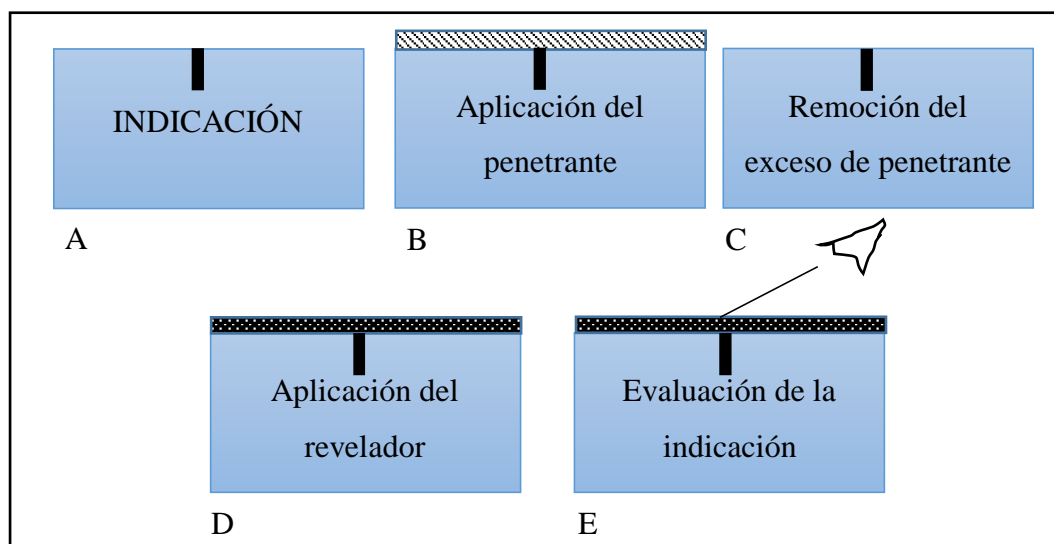 INDICACIÓN
A
Aplicación del
penetrante
B
Remoción del
exceso de penetrante
C
Aplicación del
revelador
D
Evaluación de la
indicación
E